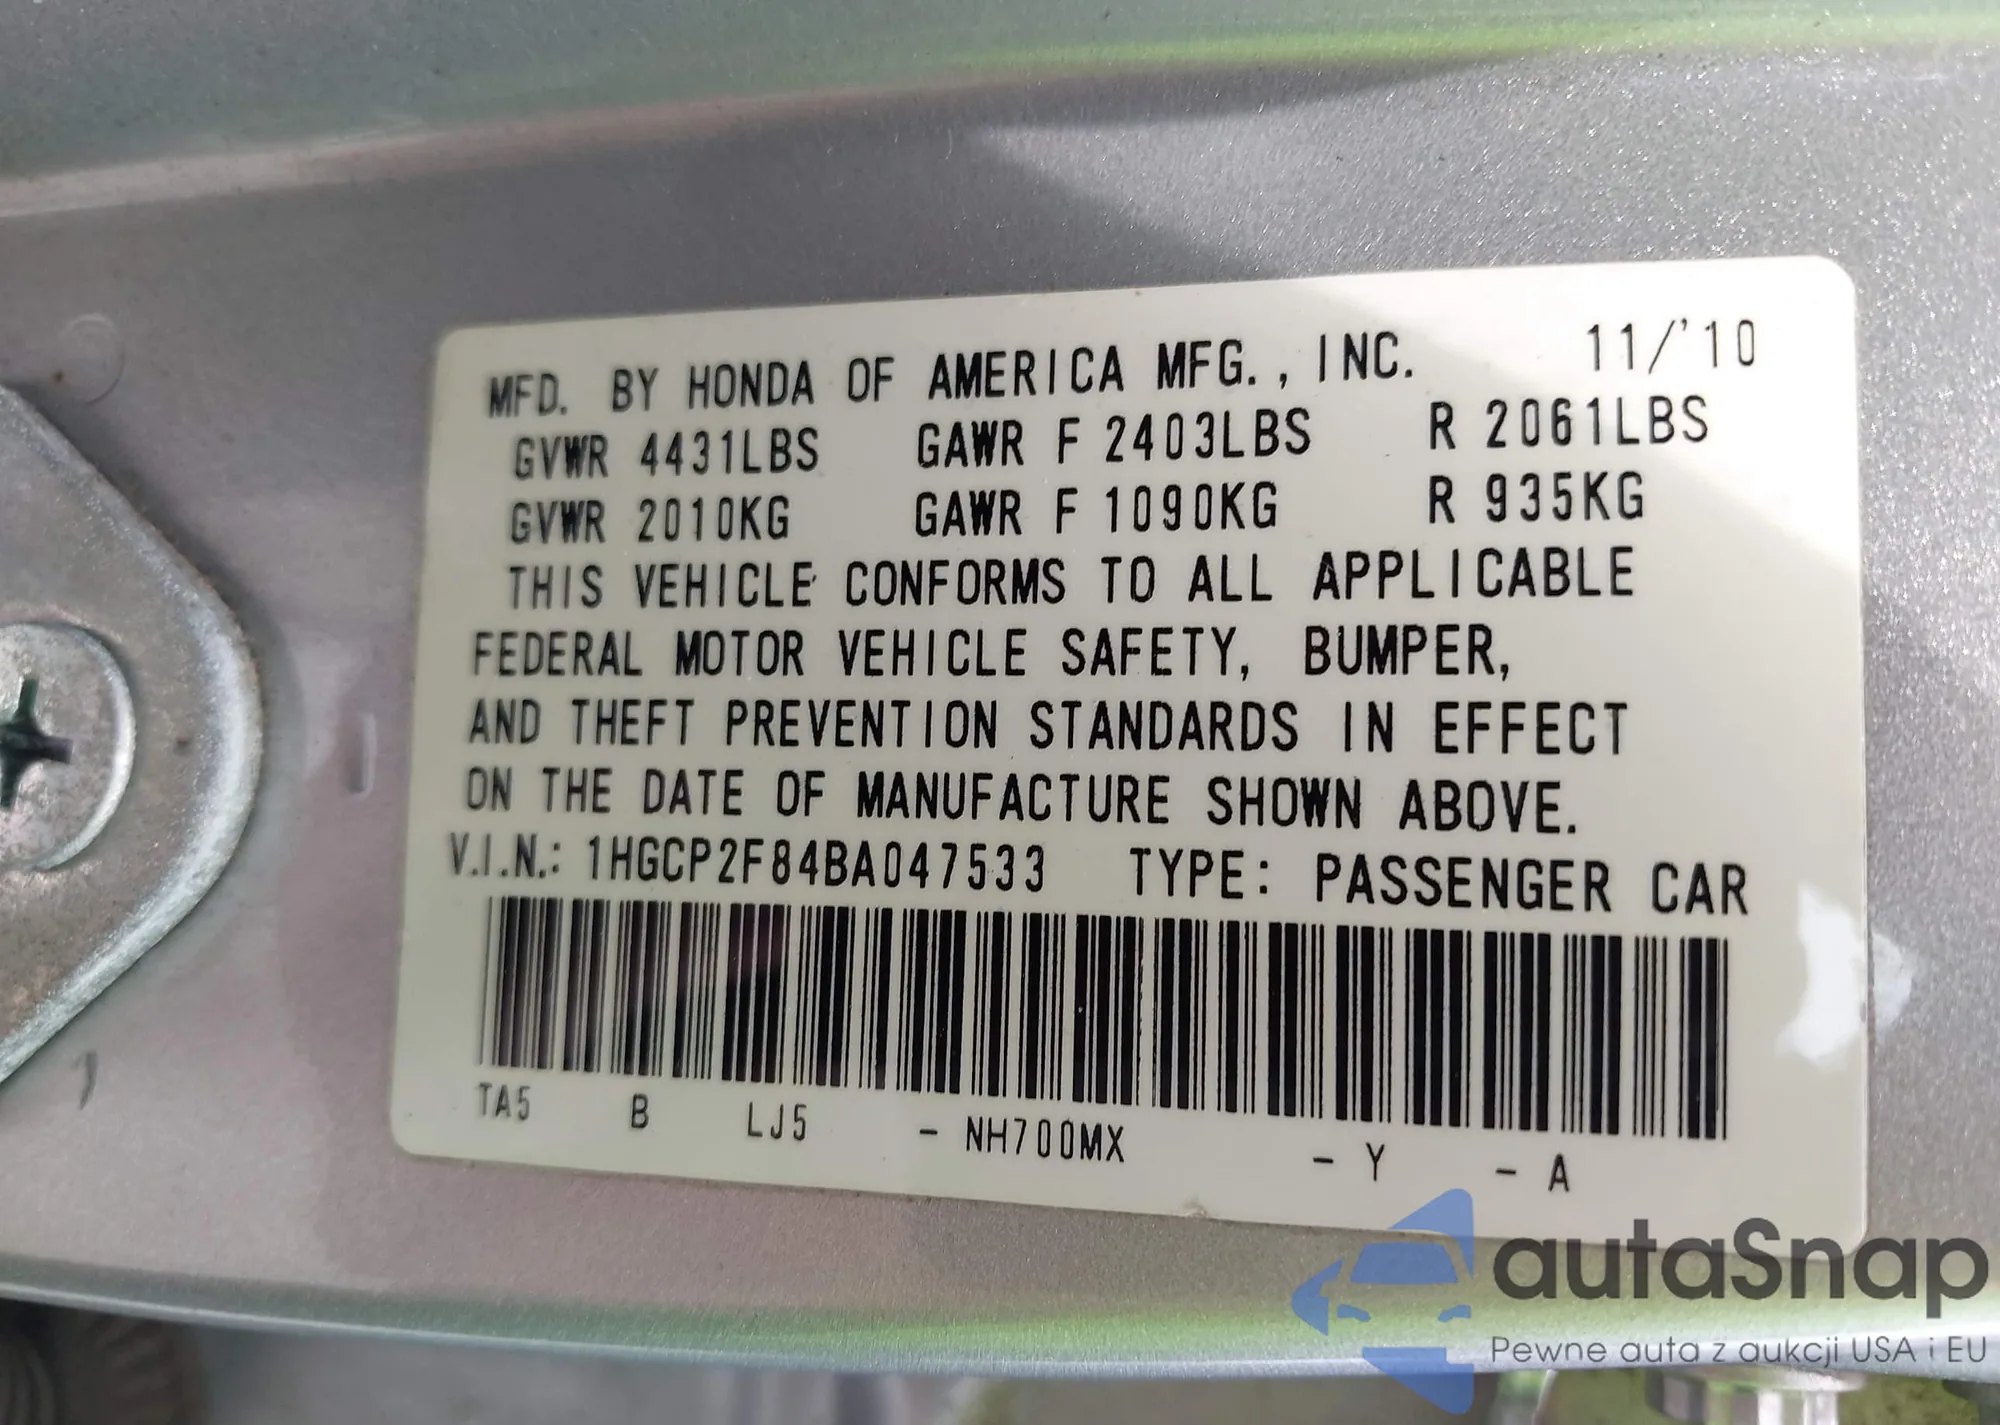 MFD. BY HONDA OF AMERICA MFG., INC. 11/'10
GVWR 4431LBS GAWR F 2403LBS R 2061LBS
GVWR 2010KG GAWR F 1090KG R 935KG
THIS VEHICLE CONFORMS TO ALL APPLICABLE
FEDERAL MOTOR VEHICLE SAFETY, BUMPER,
AND THEFT PREVENTION STANDARDS IN EFFECT
ON THE DATE OF MANUFACTURE SHOWN ABOVE.
V.I.N.: 1HGCP2F84BA047533 TYPE: PASSENGER CAR
TA5 B LJ5 - NH700MX - Y - A
autaSnap
Pewne auta z aukcji USA i EU